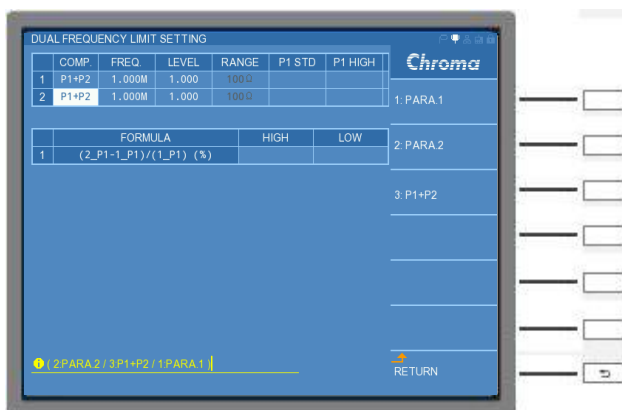 DUAL FREQUENCY LIMIT SETTING
Chroma
COMP. FREQ. LEVEL RANGE P1 STD P1 HIGH
1 P1+P2 1.000M 1.000 100Ω
2 P1+P2 1.000M 1.000 100Ω
1: PARA.1
FORMULA HIGH LOW
1 (2_P1-1_P1)/(1_P1) (%)
2: PARA.2
3: P1+P2
( 2:PARA.2 / 3:P1+P2 / 1:PARA.1 )
RETURN